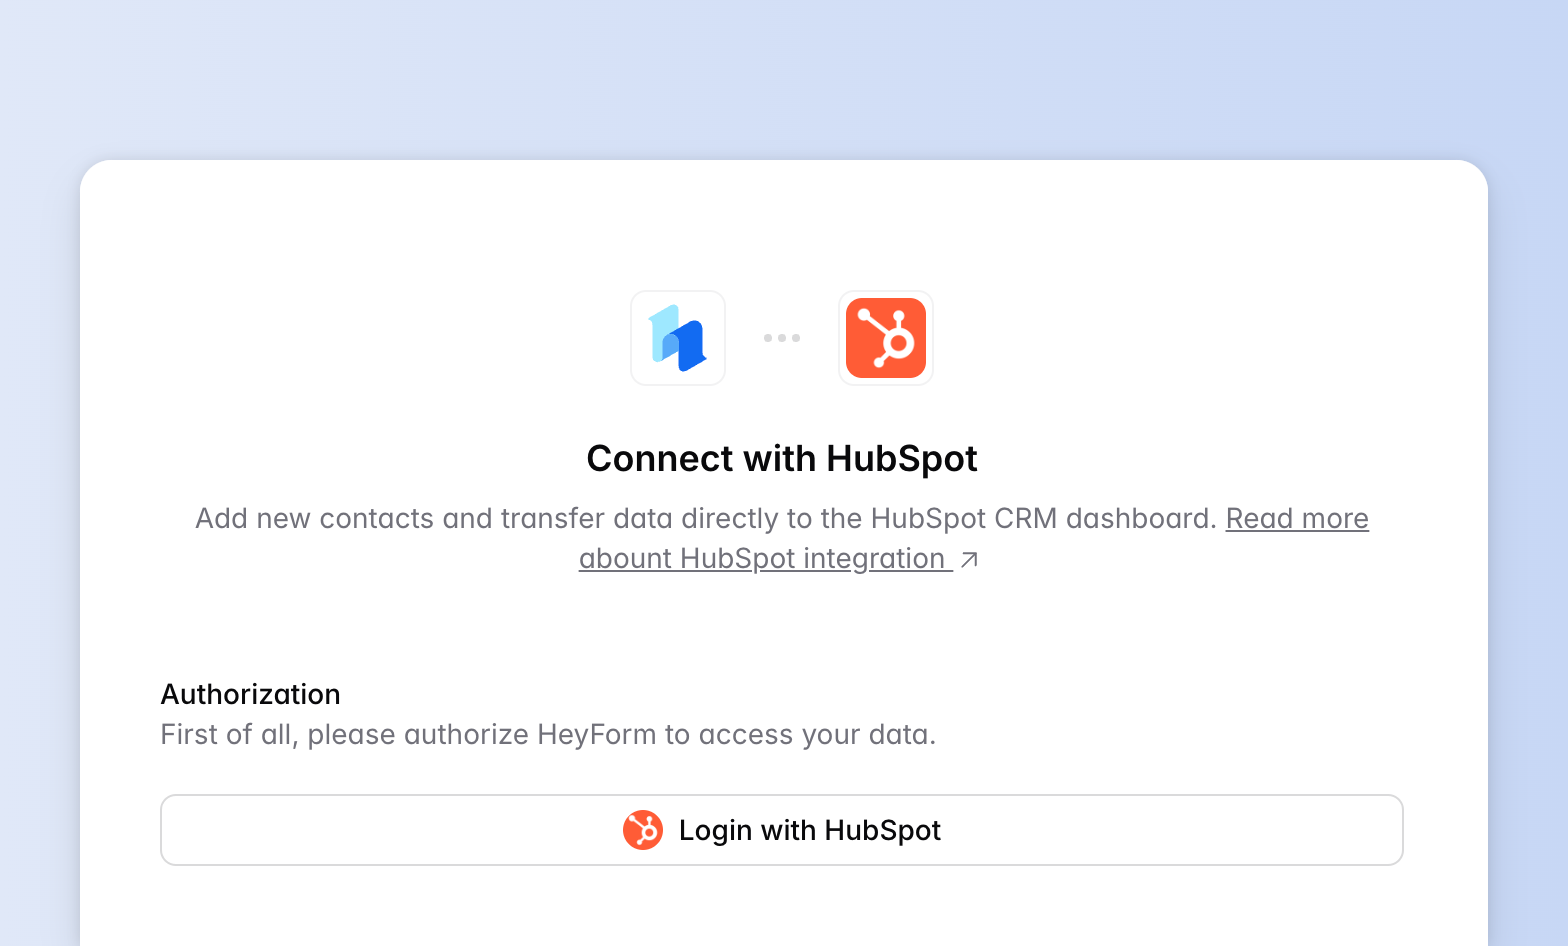 Connect with HubSpot
Add new contacts and transfer data directly to the HubSpot CRM dashboard. Read more
abount HubSpot integration
Authorization
First of all, please authorize HeyForm to access your data.
Login with HubSpot